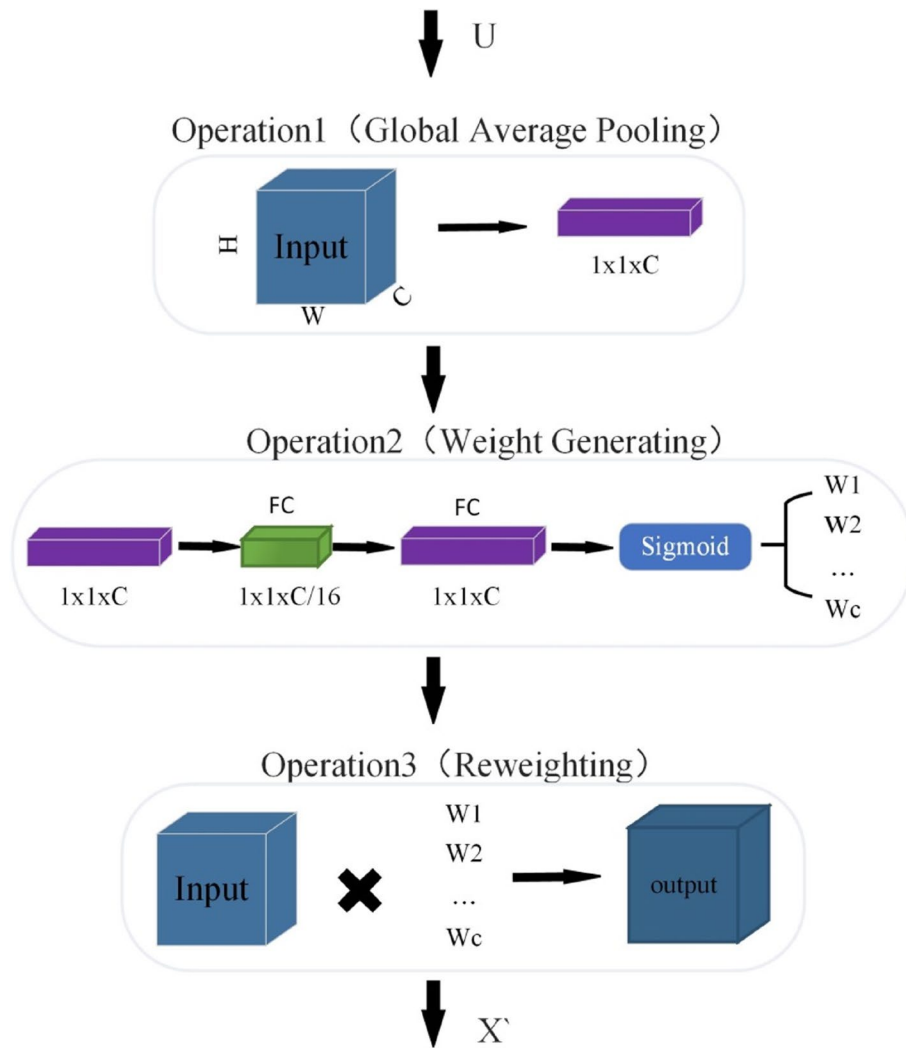 U
Operation1（Global Average Pooling）
H
Input
W
C
1x1xC
Operation2（Weight Generating）
FC
FC
1x1xC
1x1xC/16
1x1xC
Sigmoid
W1
W2
...
Wc
Operation3（Reweighting）
Input
W1
W2
...
Wc
output
X`